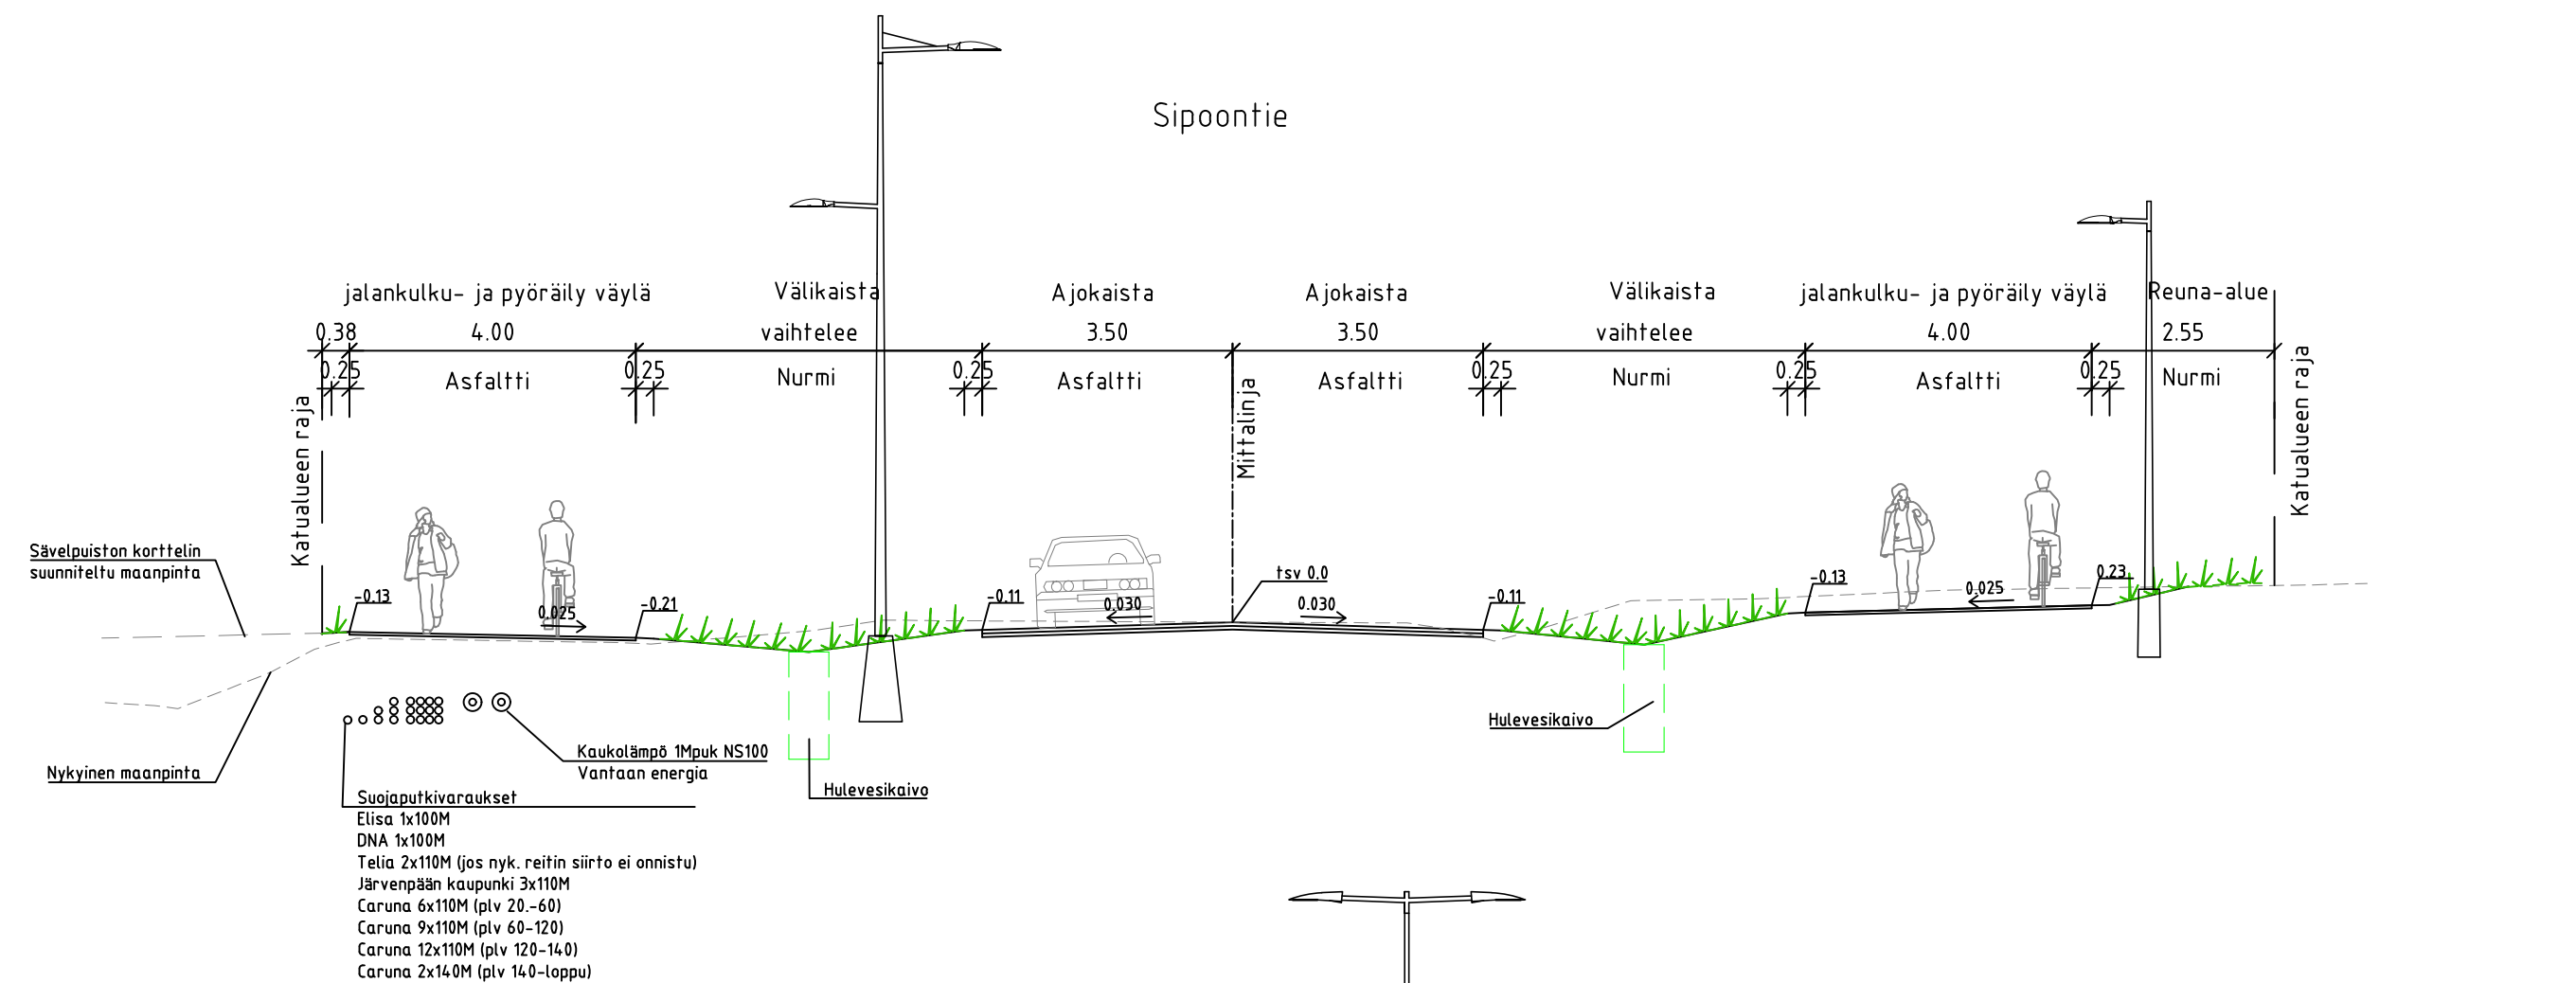 Sipoontie
jalankulku- ja pyöräily väylä
Välikaista
Ajokaista
Ajokaista
Välikaista
jalankulku- ja pyöräily väylä
Reuna-alue
0.38
4.00
vaihtelee
3.50
3.50
vaihtelee
4.00
2.55
0.25
Asfaltti
0.25
Nurmi
0.25
Asfaltti
Asfaltti
0.25
Nurmi
0.25
Asfaltti
0.25
Nurmi
Katualueen raja
Mittalinja
Katualueen raja
Sävelpuiston korttelin
suunniteltu maanpinta
-0.13
0.025
-0.21
-0.11
0.030
tsv 0.0
0.030
-0.11
-0.13
0.025
0.23
Nykyinen maanpinta
Kaukolämpö 1Mpuk NS100
Vantaan energia
Hulevesikaivo
Hulevesikaivo
Suojaputkivaraukset
Elisa 1x100M
DNA 1x100M
Telia 2x110M (jos nyk. reitin siirto ei onnistu)
Järvenpään kaupunki 3x110M
Caruna 6x110M (plv 20.-60)
Caruna 9x110M (plv 60-120)
Caruna 12x110M (plv 120-140)
Caruna 2x140M (plv 140-loppu)